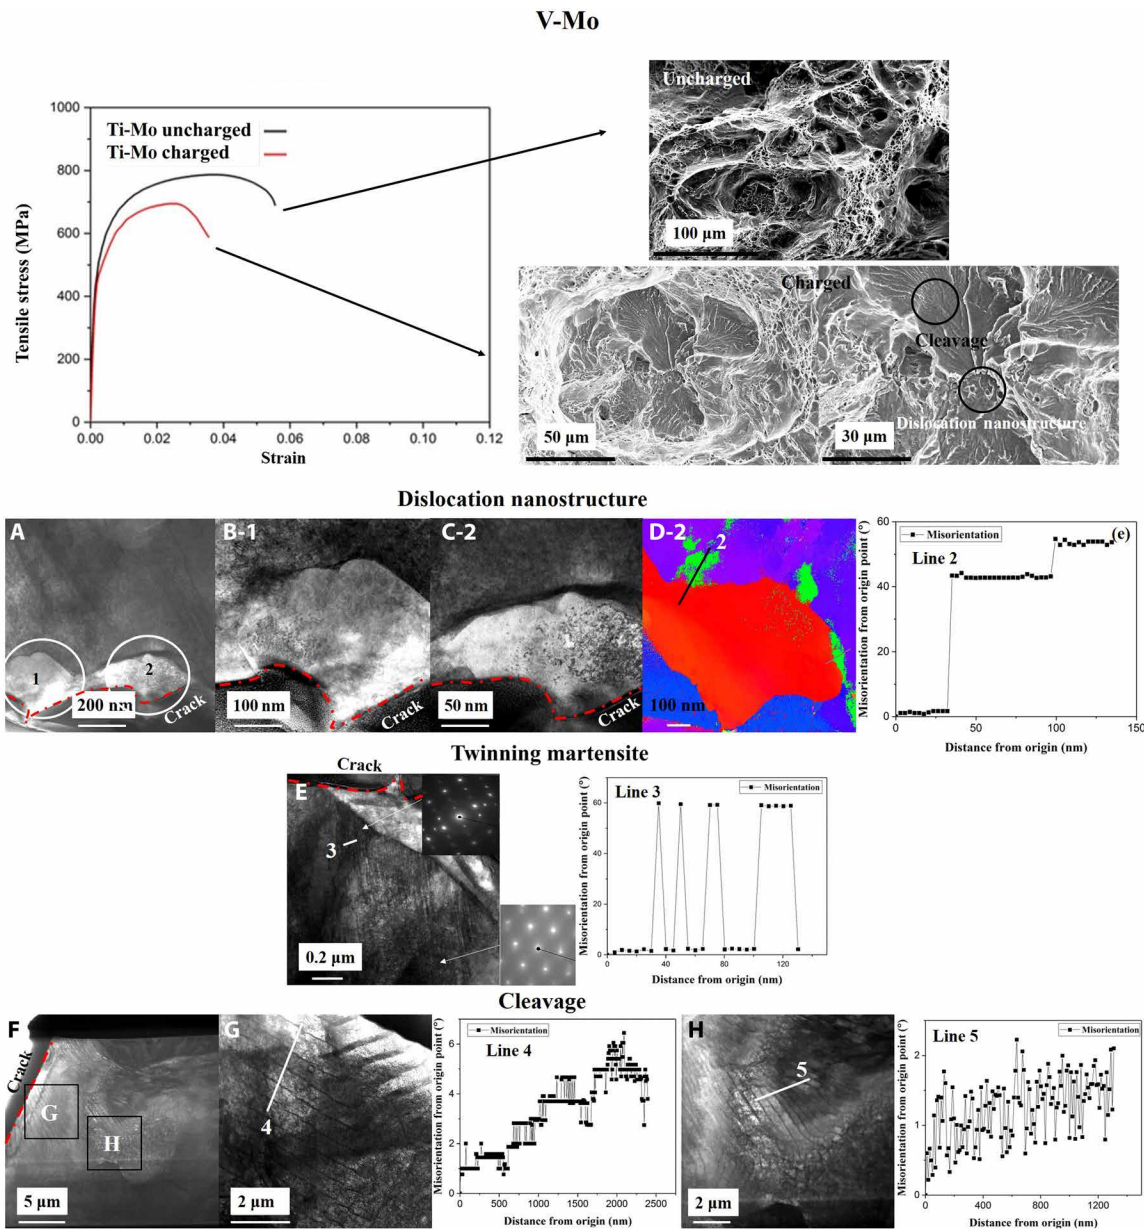 V-Mo
1000
800
600
400
200
0
Tensile stress (MPa)
Ti-Mo uncharged
Ti-Mo charged
0.00 0.02 0.04 0.06 0.08 0.10 0.12
Strain
Uncharged
100 μm
Charged
50 μm
Cleavage
Dislocation nanostructure
30 μm
Dislocation nanostructure
A
1
2
200 nm
Crack
B-1
100 nm
C-2
50 nm
Crack
D-2
2
100 nm
Misorientation from origin point (°)
60
40
20
0
Misorientation
(e)
Line 2
0 50 100 150
Distance from origin (nm)
Twinning martensite
Crack
E
3
0.2 μm
Misorientation from origin point (°)
60
40
20
0
Line 3
Misorientation
0 40 80 120
Distance from origin (nm)
Cleavage
F
Crack
G
H
5 μm
G
4
2 μm
Misorientation from origin point (°)
6
4
2
0
Misorientation
Line 4
0 500 1000 1500 2000 2500
Distance from origin (nm)
H
5
2 μm
Misorientation from origin point (°)
2
1
0
Line 5
Misorientation
0 400 800 1200
Distance from origin (nm)